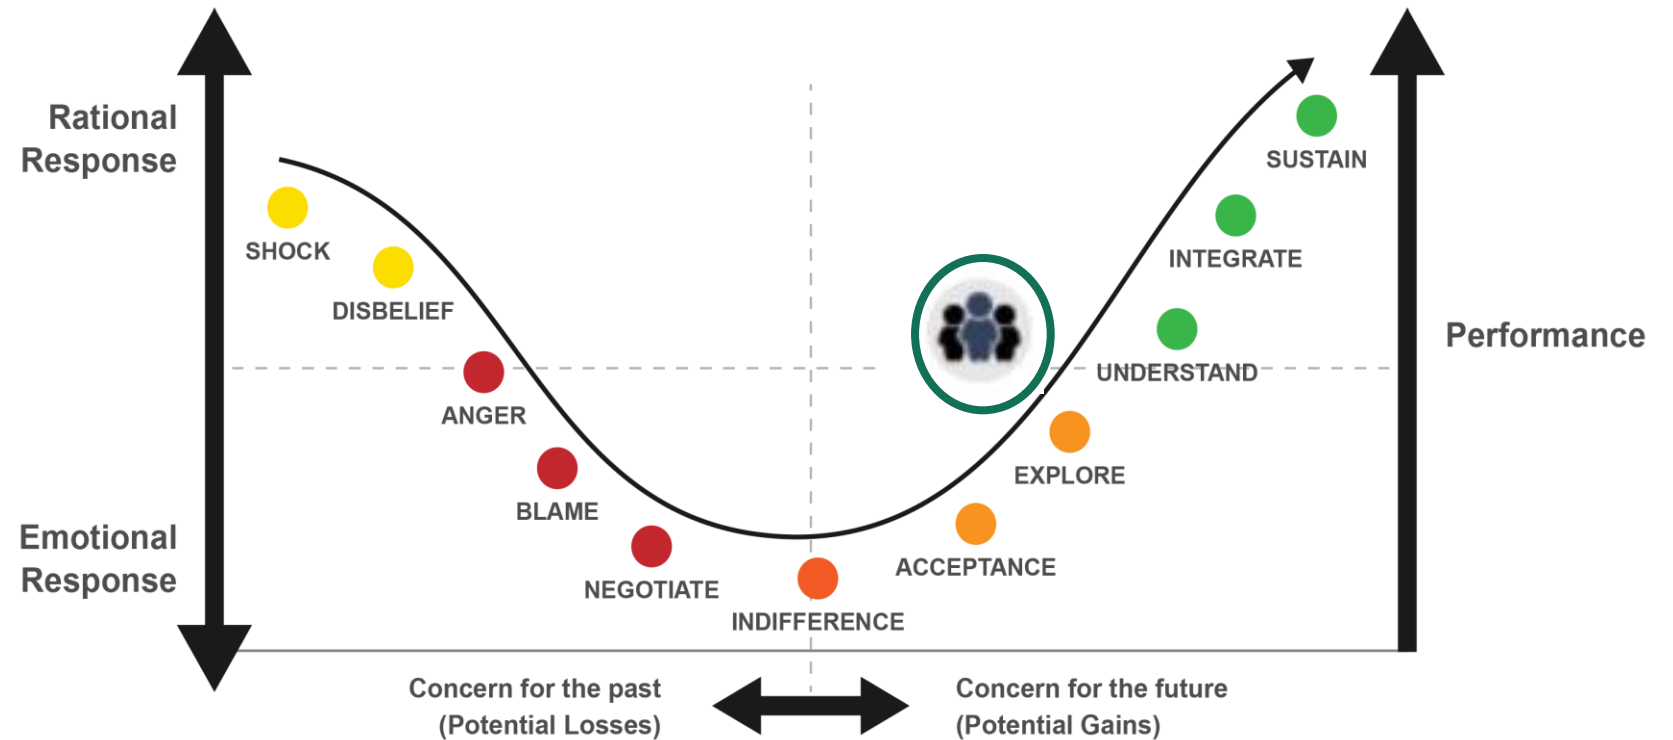 Rational
Response
SHOCK
DISBELIEF
ANGER
BLAME
NEGOTIATE
INDIFFERENCE
ACCEPTANCE
EXPLORE
UNDERSTAND
INTEGRATE
SUSTAIN
Performance
Emotional
Response
Concern for the past
(Potential Losses)
Concern for the future
(Potential Gains)